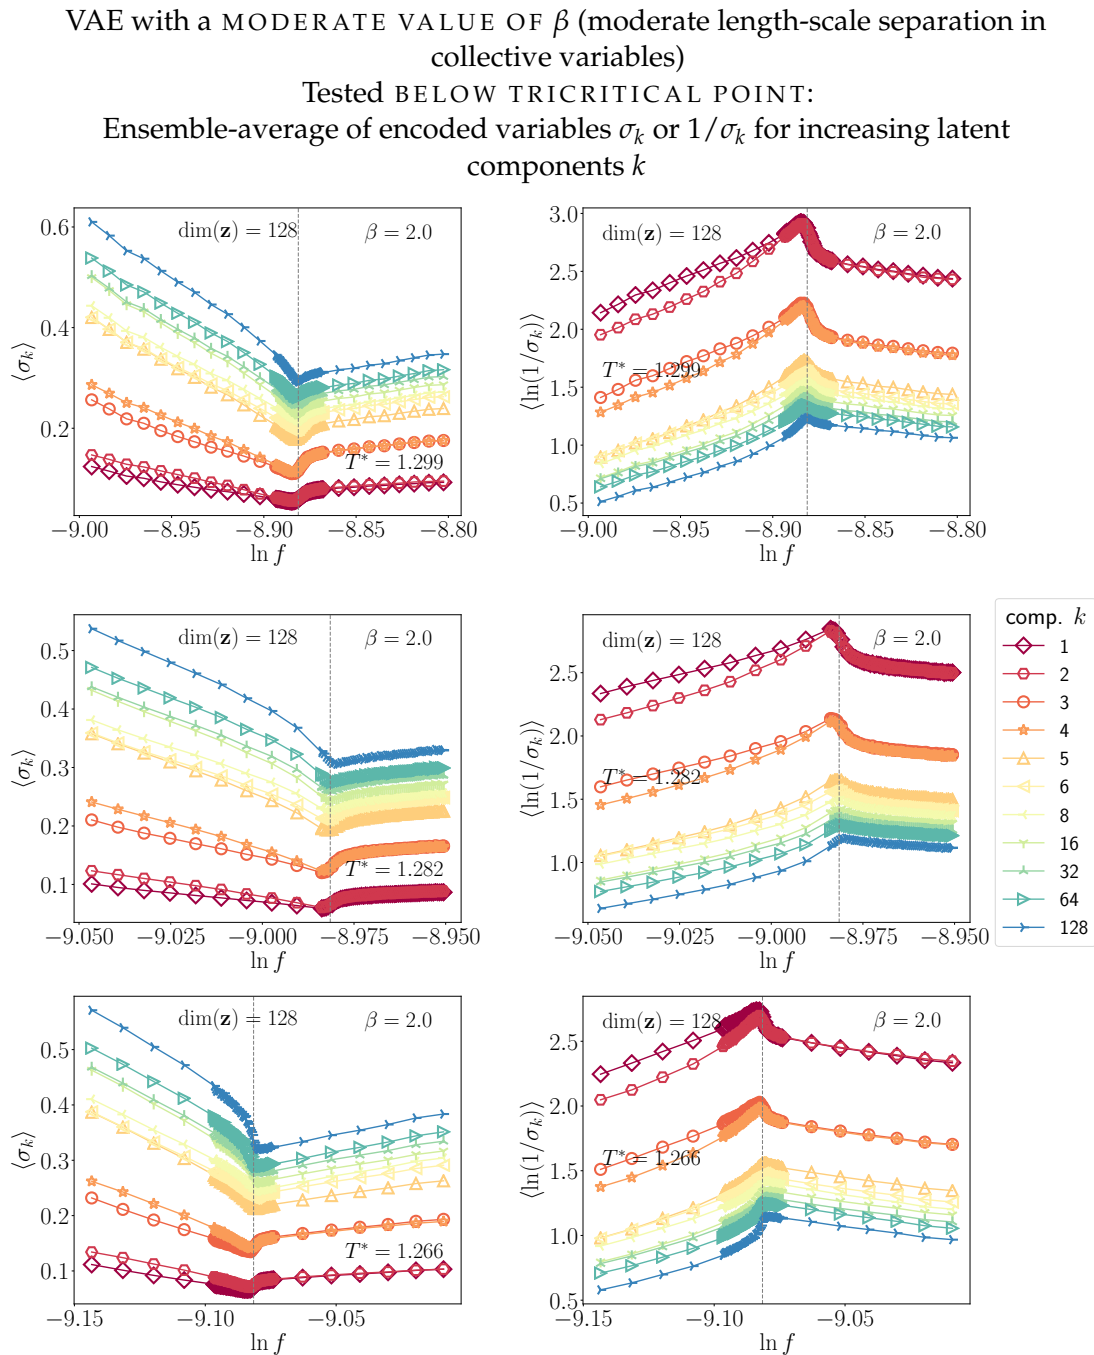 VAE with a MODERATE VALUE OF β (moderate length-scale separation in
collective variables)
Tested BELOW TRICRITICAL POINT:
Ensemble-average of encoded variables σₖ or 1/σₖ for increasing latent
components k
dim(z) = 128
β = 2.0
0.6
0.4
0.2
⟨σₖ⟩
T* = 1.299
−9.00
−8.95
−8.90
−8.85
−8.80
ln f
dim(z) = 128
β = 2.0
3.0
2.5
2.0
1.5
1.0
0.5
⟨ln(1/σₖ)⟩
T* = 1.299
−9.00
−8.95
−8.90
−8.85
−8.80
ln f
dim(z) = 128
β = 2.0
0.5
0.4
0.3
0.2
0.1
⟨σₖ⟩
T* = 1.282
−9.050
−9.025
−9.000
−8.975
−8.950
ln f
dim(z) = 128
β = 2.0
2.5
2.0
1.5
1.0
⟨ln(1/σₖ)⟩
T* = 1.282
−9.050
−9.025
−9.000
−8.975
−8.950
ln f
comp. k
1
2
3
4
5
6
8
16
32
64
128
dim(z) = 128
β = 2.0
0.5
0.4
0.3
0.2
0.1
⟨σₖ⟩
T* = 1.266
−9.15
−9.10
−9.05
ln f
dim(z) = 128
β = 2.0
2.5
2.0
1.5
1.0
0.5
⟨ln(1/σₖ)⟩
T* = 1.266
−9.15
−9.10
−9.05
ln f